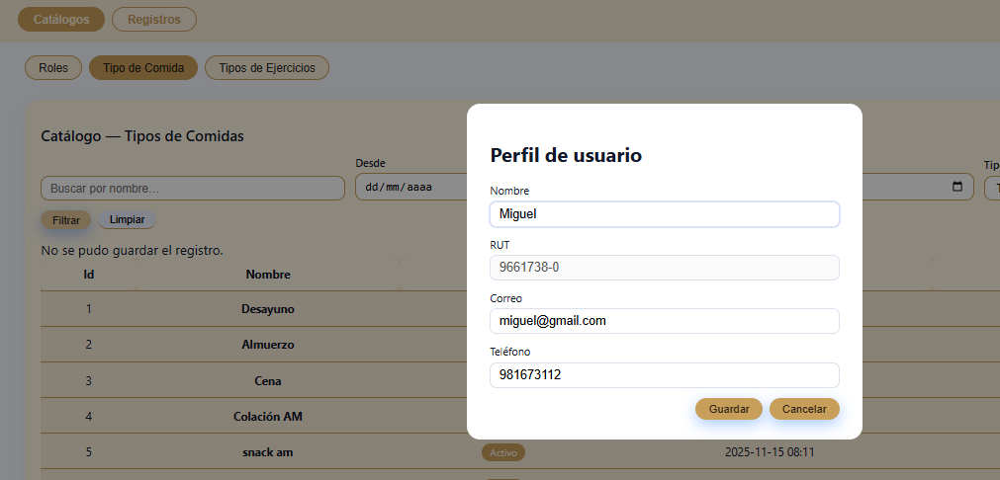 Catálogos Registros
Roles Tipo de Comida Tipos de Ejercicios
Catálogo — Tipos de Comidas
Desde
Buscar por nombre… dd/mm/aaaa
Filtrar Limpiar
No se pudo guardar el registro.
Id Nombre
1 Desayuno
2 Almuerzo
3 Cena
4 Colación AM
5 snack am Activo 2025-11-15 08:11
Perfil de usuario
Nombre
Miguel
RUT
9661738-0
Correo
miguel@gmail.com
Teléfono
981673112
Guardar Cancelar